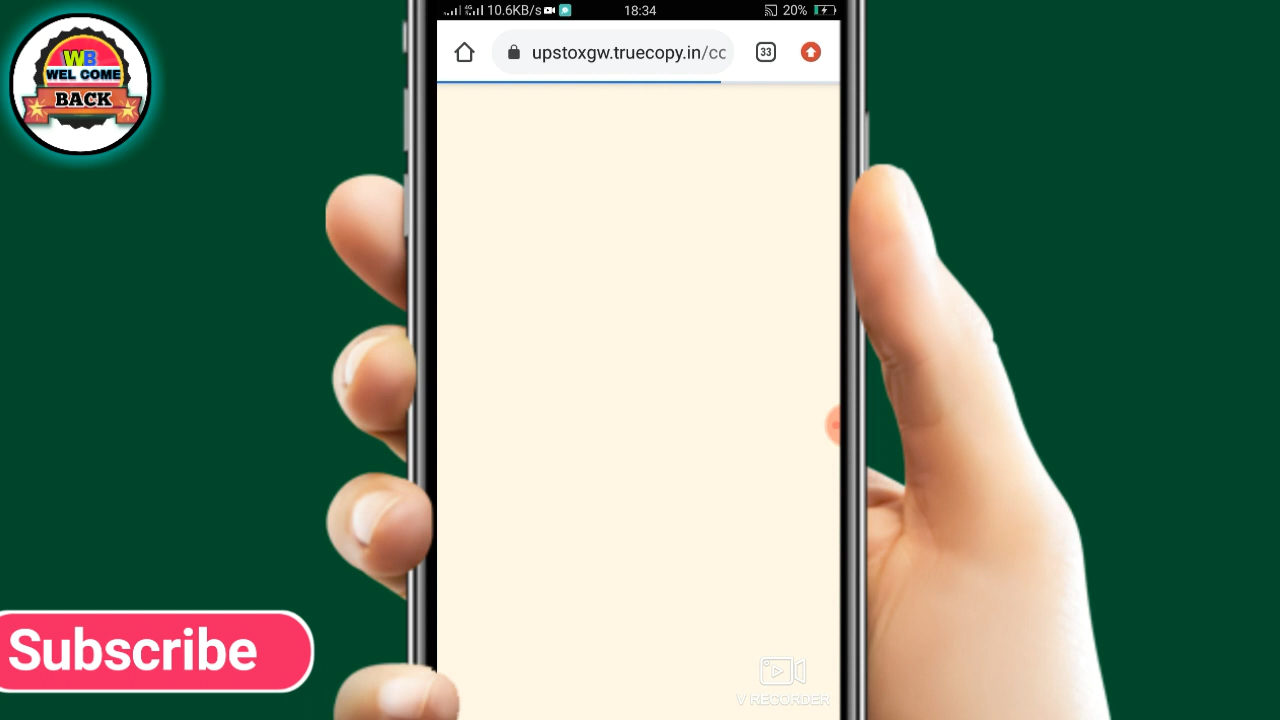 10.6KB/s 18:34 20%
upstoxgw.truecopy.in/cc
33
WB
WEL COME
BACK
Subscribe
V RECORDER